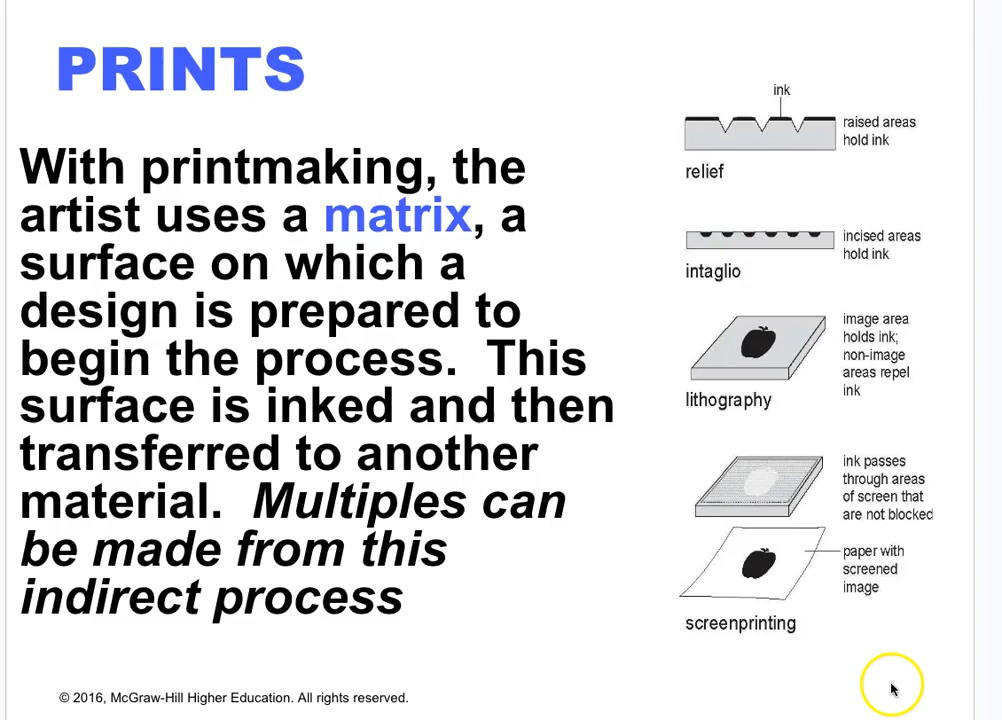 PRINTS
With printmaking, the
artist uses a matrix, a
surface on which a
design is prepared to
begin the process.  This
surface is inked and then
transferred to another
material.  Multiples can
be made from this
indirect process
ink
raised areas
hold ink
relief
incised areas
hold ink
intaglio
image area
holds ink;
non-image
areas repel
ink
lithography
ink passes
through areas
of screen that
are not blocked
paper with
screened
image
screenprinting
© 2016, McGraw-Hill Higher Education. All rights reserved.